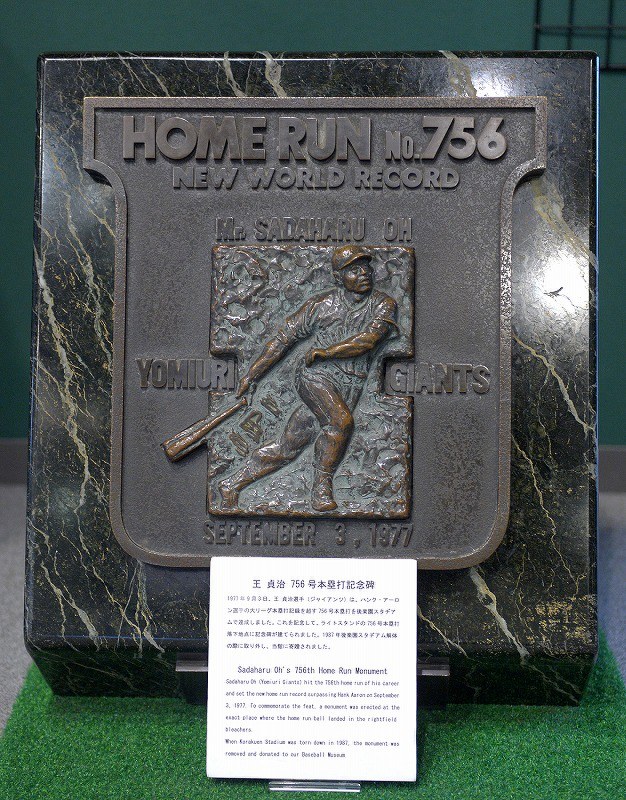 HOME RUN No.756
NEW WORLD RECORD
Mr. SADAHARU OH
YOMIURI GIANTS
SEPTEMBER 3, 1977
王 貞治 756号本塁打記念碑
1977年9月3日、王 貞治選手（ジャイアンツ）は、ハンク・アーロ
ン選手の大リーグ本塁打記録を越す756号本塁打を後楽園スタヂア
ムで達成しました。これを記念して、ライトスタンドの756号本塁打
落下地点に記念碑が建てられました。1987年後楽園スタヂアム解体
の際に取り外し、当館に寄贈されました。
Sadaharu Oh's 756th Home Run Monument
Sadaharu Oh (Yomiuri Giants) hit the 756th home run of his career
and set the new home run record surpassing Hank Aaron on September
3, 1977. To commemorate the feat, a monument was erected at the
exact place where the home run ball landed in the rightfield
bleachers.
When Korakuen Stadium was torn down in 1987, the monument was
removed and donated to our Baseball Museum